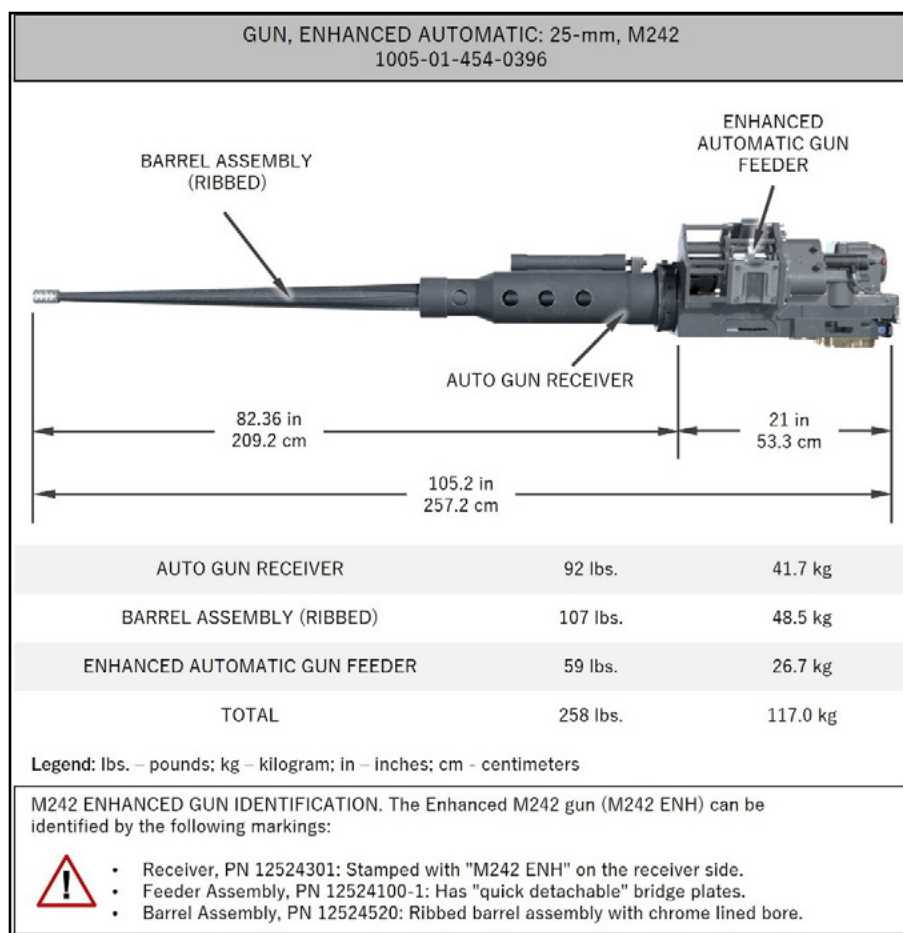 GUN, ENHANCED AUTOMATIC: 25-mm, M242
1005-01-454-0396
ENHANCED
AUTOMATIC GUN
FEEDER
BARREL ASSEMBLY
(RIBBED)
AUTO GUN RECEIVER
82.36 in
209.2 cm
21 in
53.3 cm
105.2 in
257.2 cm
AUTO GUN RECEIVER 92 lbs. 41.7 kg
BARREL ASSEMBLY (RIBBED) 107 lbs. 48.5 kg
ENHANCED AUTOMATIC GUN FEEDER 59 lbs. 26.7 kg
TOTAL 258 lbs. 117.0 kg
Legend: lbs. – pounds; kg – kilogram; in – inches; cm - centimeters
M242 ENHANCED GUN IDENTIFICATION. The Enhanced M242 gun (M242 ENH) can be
identified by the following markings:
• Receiver, PN 12524301: Stamped with "M242 ENH" on the receiver side.
• Feeder Assembly, PN 12524100-1: Has "quick detachable" bridge plates.
• Barrel Assembly, PN 12524520: Ribbed barrel assembly with chrome lined bore.